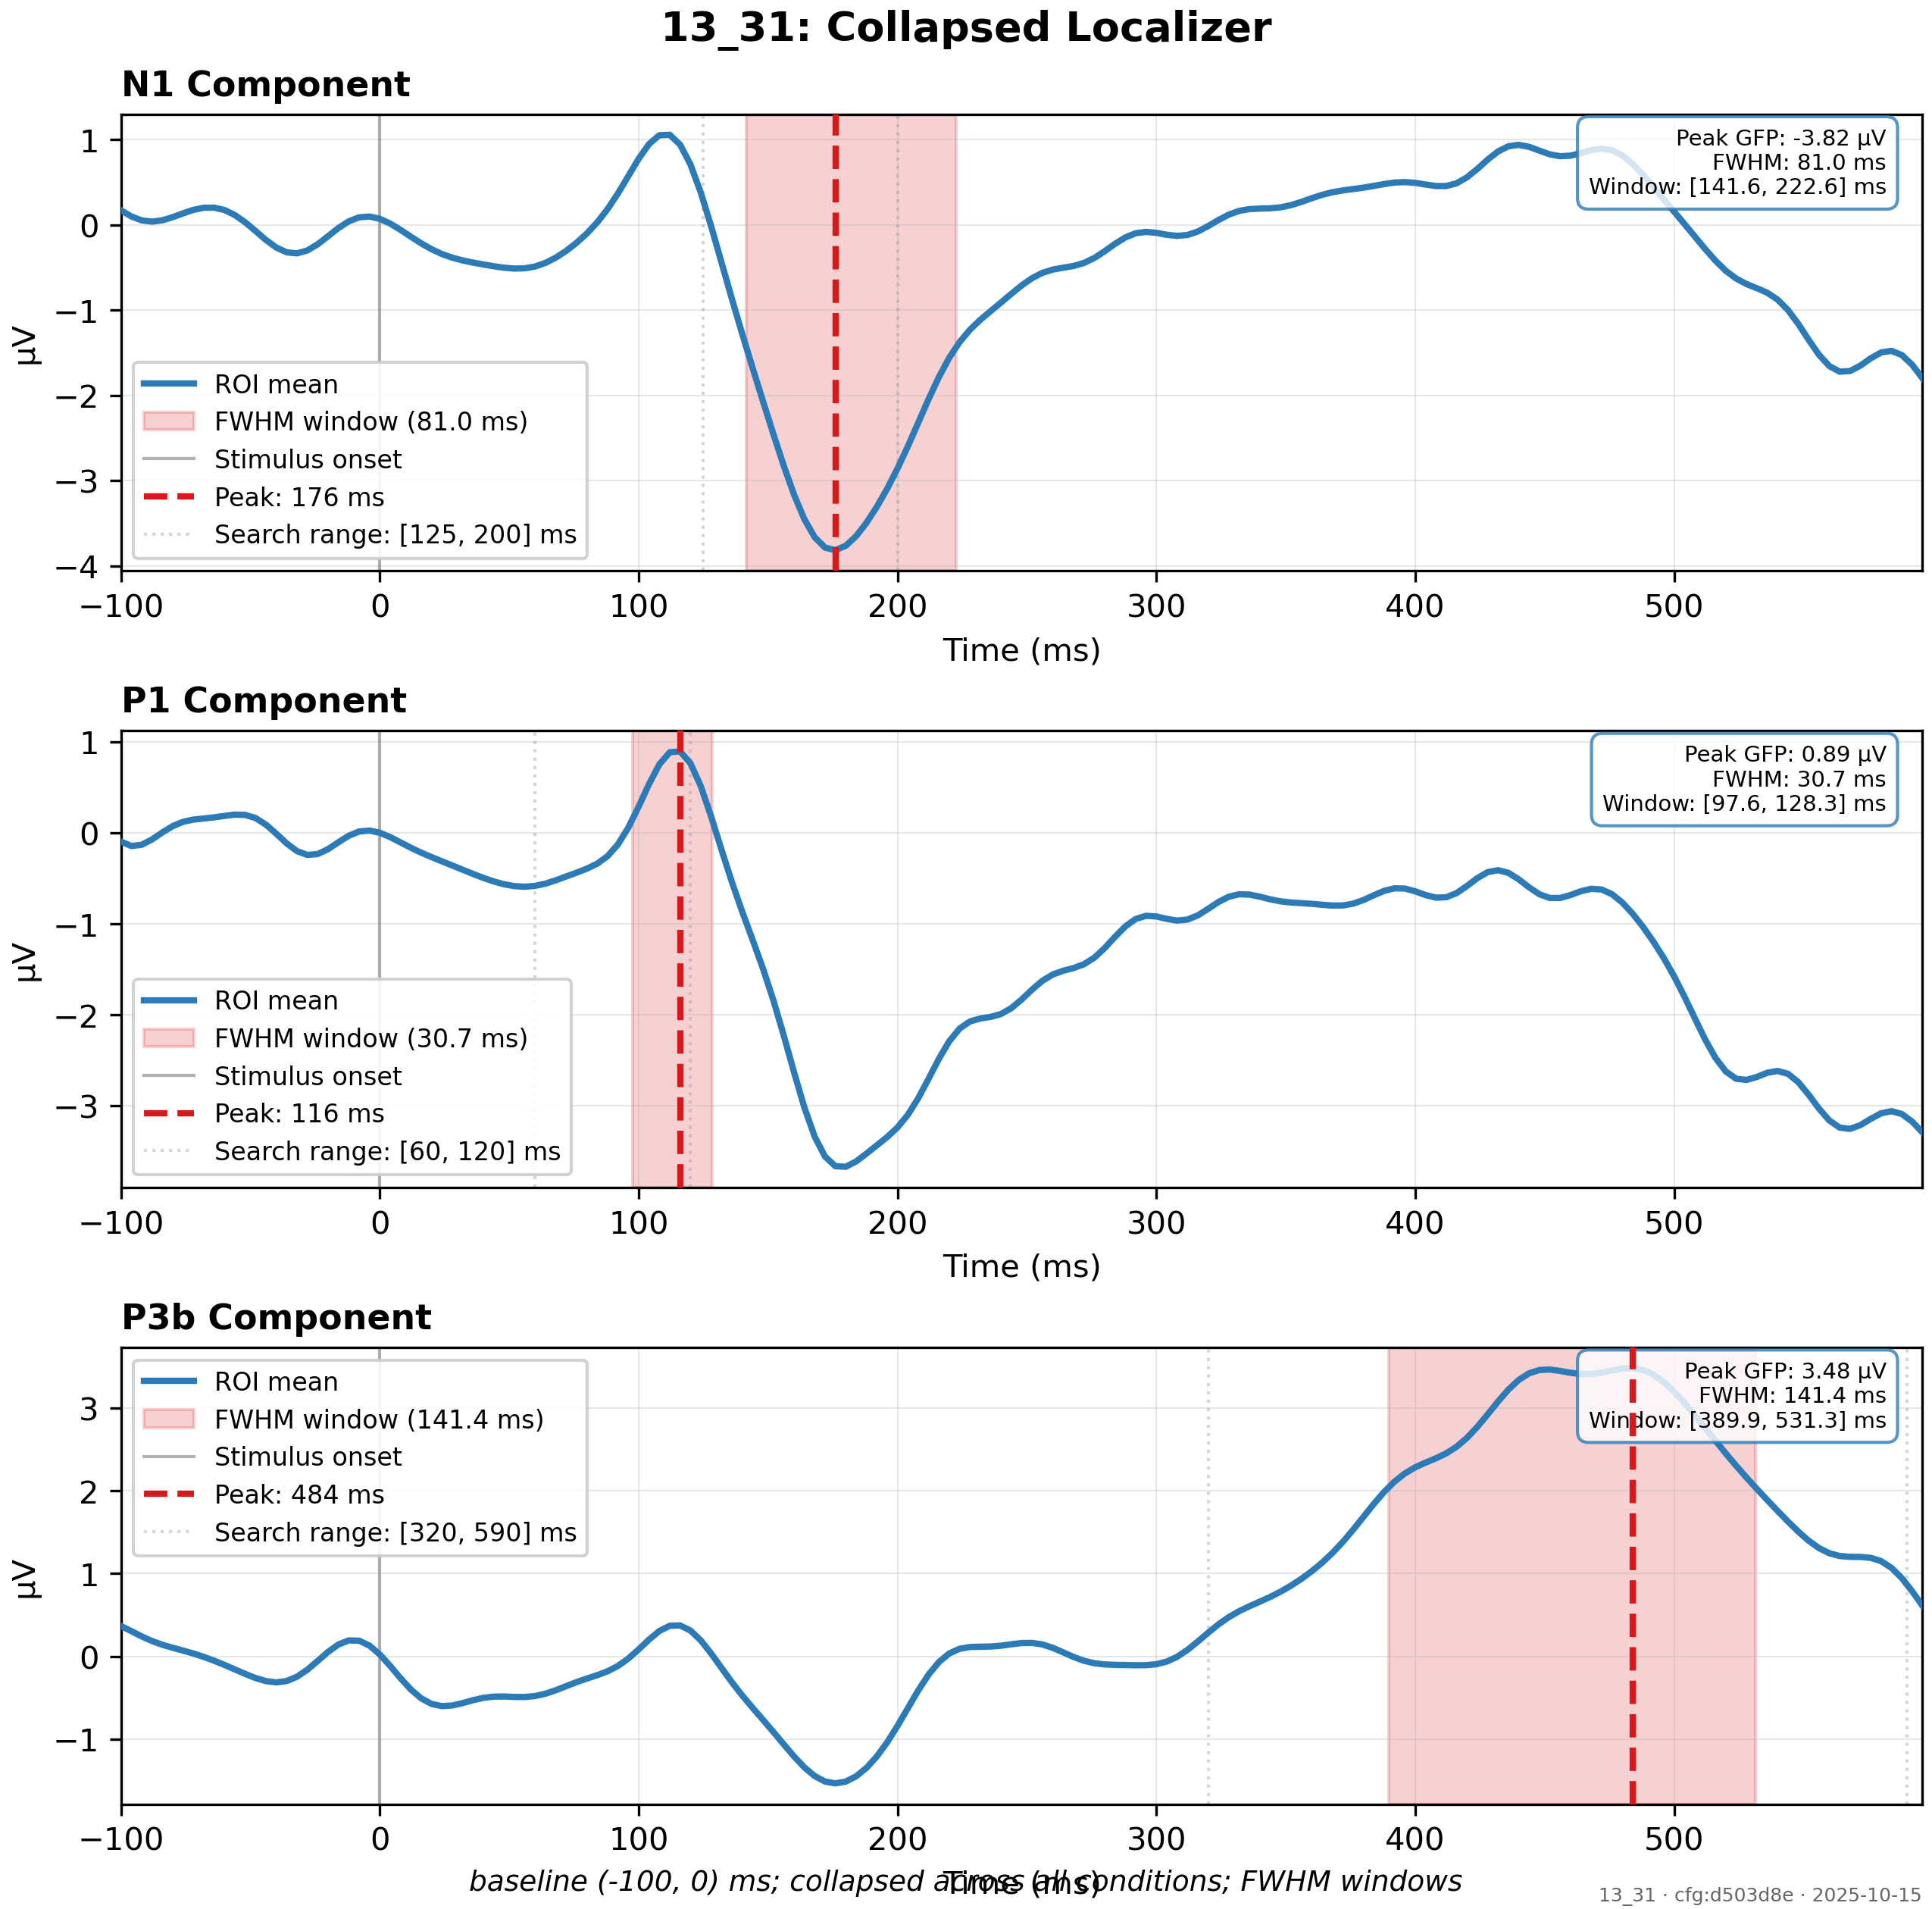 13_31: Collapsed Localizer
N1 Component
Peak GFP: -3.82 µV
FWHM: 81.0 ms
Window: [141.6, 222.6] ms
1
0
−1
−2
−3
−4
µV
ROI mean
FWHM window (81.0 ms)
Stimulus onset
Peak: 176 ms
Search range: [125, 200] ms
−100 0 100 200 300 400 500
Time (ms)
P1 Component
Peak GFP: 0.89 µV
FWHM: 30.7 ms
Window: [97.6, 128.3] ms
1
0
−1
−2
−3
µV
ROI mean
FWHM window (30.7 ms)
Stimulus onset
Peak: 116 ms
Search range: [60, 120] ms
−100 0 100 200 300 400 500
Time (ms)
P3b Component
ROI mean
FWHM window (141.4 ms)
Stimulus onset
Peak: 484 ms
Search range: [320, 590] ms
Peak GFP: 3.48 µV
FWHM: 141.4 ms
Window: [389.9, 531.3] ms
3
2
1
0
−1
µV
−100 0 100 200 300 400 500
Time (ms)
baseline (-100, 0) ms; collapsed across all conditions; FWHM windows
13_31 · cfg:d503d8e · 2025-10-15